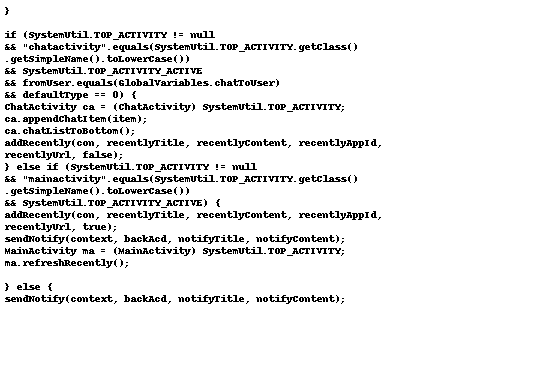 }
if (SystemUtil.TOP_ACTIVITY != null
&& "chatactivity".equals(SystemUtil.TOP_ACTIVITY.getClass()
.getSimpleName().toLowerCase())
&& SystemUtil.TOP_ACTIVITY_ACTIVE
&& fromUser.equals(GlobalVariables.chatToUser)
&& defaultType == 0) {
ChatActivity ca = (ChatActivity) SystemUtil.TOP_ACTIVITY;
ca.appendChatItem(item);
ca.chatListToBottom();
addRecently(con, recentlyTitle, recentlyContent, recentlyAppId,
recentlyUrl, false);
} else if (SystemUtil.TOP_ACTIVITY != null
&& "mainactivity".equals(SystemUtil.TOP_ACTIVITY.getClass()
.getSimpleName().toLowerCase())
&& SystemUtil.TOP_ACTIVITY_ACTIVE) {
addRecently(con, recentlyTitle, recentlyContent, recentlyAppId,
recentlyUrl, true);
sendNotify(context, backAcd, notifyTitle, notifyContent);
MainActivity ma = (MainActivity) SystemUtil.TOP_ACTIVITY;
ma.refreshRecently();
} else {
sendNotify(context, backAcd, notifyTitle, notifyContent);